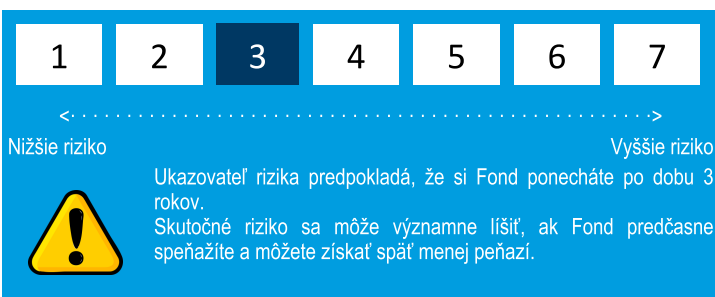 1 2 3 4 5 6 7
<· · · · · · · · · · · · · · · · · · · · · · · · · · · · · · · · · · · · · · · · · · · · · · · · · · · ·>
Nižšie riziko Vyššie riziko
Ukazovateľ rizika predpokladá, že si Fond ponecháte po dobu 3
rokov.
Skutočné riziko sa môže významne líšiť, ak Fond predčasne
speňažíte a môžete získať späť menej peňazí.